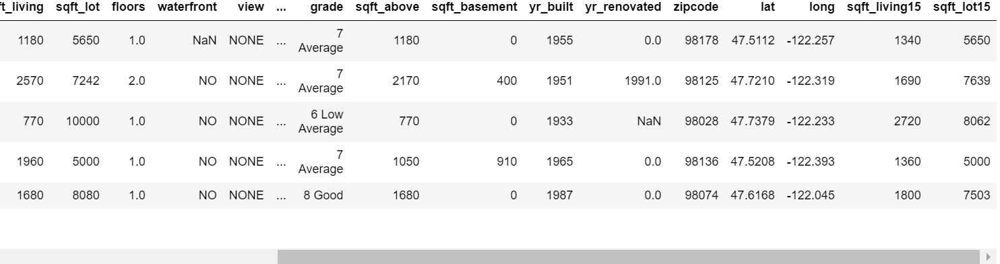 ft_living sqft_lot floors waterfront view ... grade sqft_above sqft_basement yr_built yr_renovated zipcode lat long sqft_living15 sqft_lot15
1180 5650 1.0 NaN NONE ... 7 Average 1180 0 1955 0.0 98178 47.5112 -122.257 1340 5650
2570 7242 2.0 NO NONE ... 7 Average 2170 400 1951 1991.0 98125 47.7210 -122.319 1690 7639
770 10000 1.0 NO NONE ... 6 Low Average 770 0 1933 NaN 98028 47.7379 -122.233 2720 8062
1960 5000 1.0 NO NONE ... 7 Average 1050 910 1965 0.0 98136 47.5208 -122.393 1360 5000
1680 8080 1.0 NO NONE ... 8 Good 1680 0 1987 0.0 98074 47.6168 -122.045 1800 7503